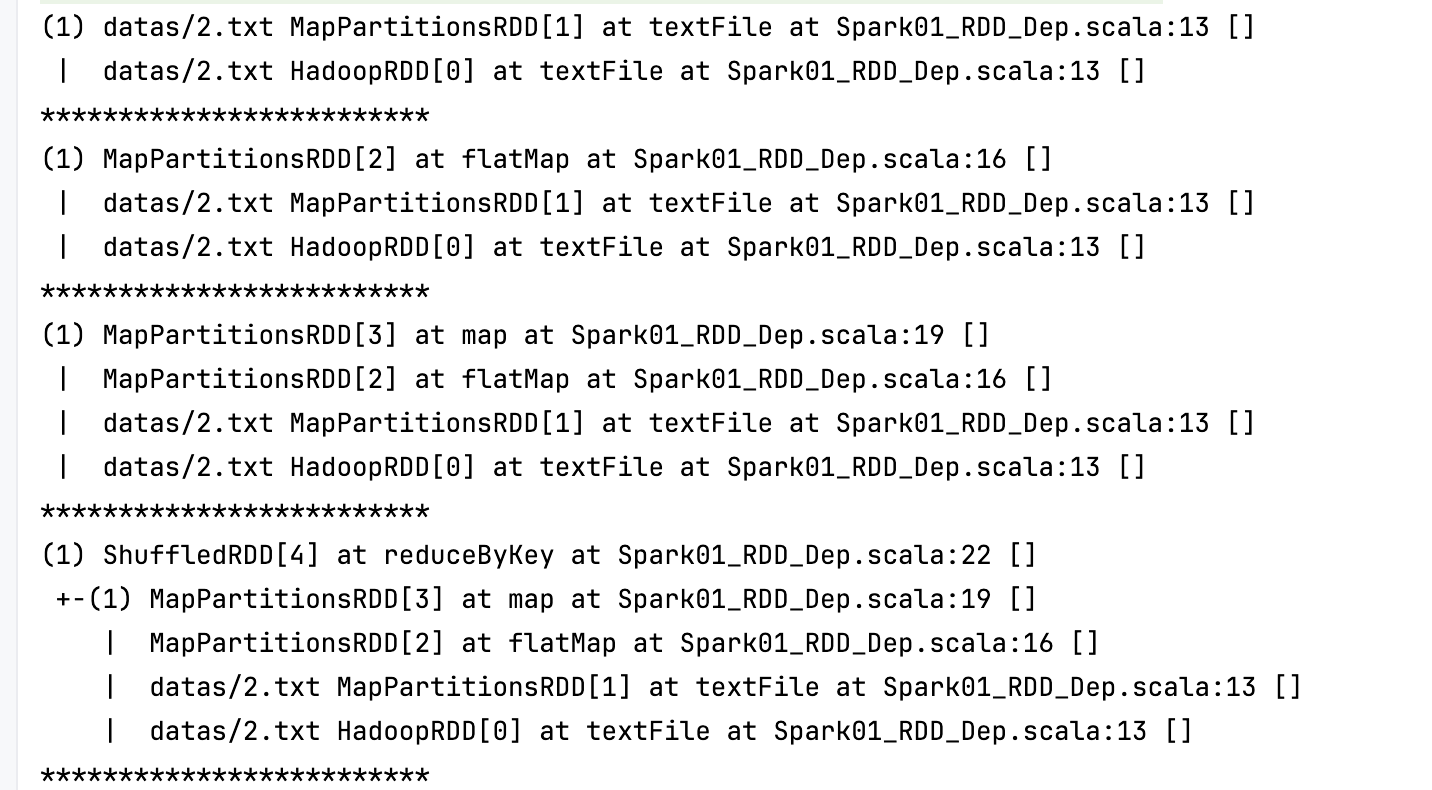 (1) datas/2.txt MapPartitionsRDD[1] at textFile at Spark01_RDD_Dep.scala:13 []
 |  datas/2.txt HadoopRDD[0] at textFile at Spark01_RDD_Dep.scala:13 []
*************************
(1) MapPartitionsRDD[2] at flatMap at Spark01_RDD_Dep.scala:16 []
 |  datas/2.txt MapPartitionsRDD[1] at textFile at Spark01_RDD_Dep.scala:13 []
 |  datas/2.txt HadoopRDD[0] at textFile at Spark01_RDD_Dep.scala:13 []
*************************
(1) MapPartitionsRDD[3] at map at Spark01_RDD_Dep.scala:19 []
 |  MapPartitionsRDD[2] at flatMap at Spark01_RDD_Dep.scala:16 []
 |  datas/2.txt MapPartitionsRDD[1] at textFile at Spark01_RDD_Dep.scala:13 []
 |  datas/2.txt HadoopRDD[0] at textFile at Spark01_RDD_Dep.scala:13 []
*************************
(1) ShuffledRDD[4] at reduceByKey at Spark01_RDD_Dep.scala:22 []
 +-(1) MapPartitionsRDD[3] at map at Spark01_RDD_Dep.scala:19 []
    |  MapPartitionsRDD[2] at flatMap at Spark01_RDD_Dep.scala:16 []
    |  datas/2.txt MapPartitionsRDD[1] at textFile at Spark01_RDD_Dep.scala:13 []
    |  datas/2.txt HadoopRDD[0] at textFile at Spark01_RDD_Dep.scala:13 []
*************************